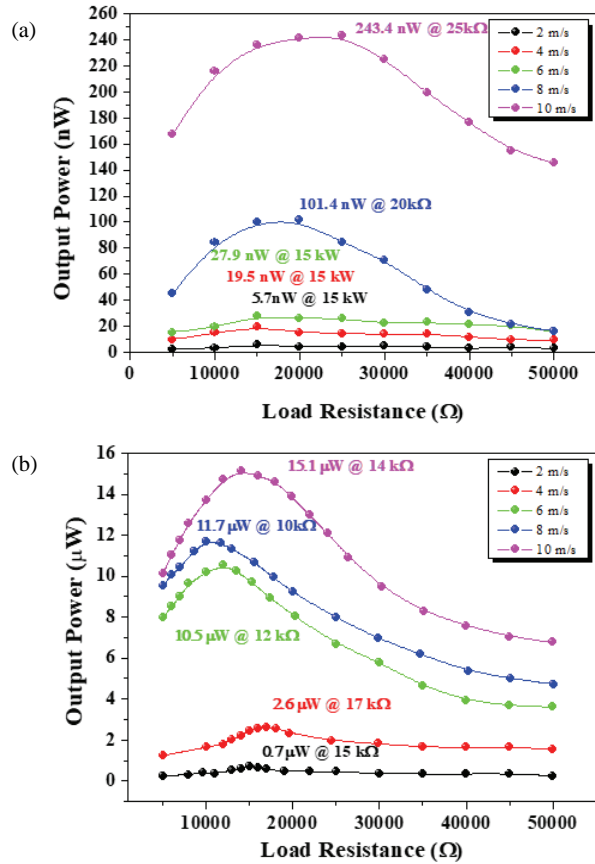 (a)
260
240
220
200
180
160
140
120
100
80
60
40
20
0
Output Power (nW)
243.4 nW @ 25kΩ
2 m/s
4 m/s
6 m/s
8 m/s
10 m/s
101.4 nW @ 20kΩ
27.9 nW @ 15 kW
19.5 nW @ 15 kW
5.7nW @ 15 kW
0 10000 20000 30000 40000 50000
Load Resistance (Ω)
(b)
16
14
12
10
8
6
4
2
0
Output Power (μW)
15.1 μW @ 14 kΩ
2 m/s
4 m/s
6 m/s
8 m/s
10 m/s
11.7 μW @ 10kΩ
10.5 μW @ 12 kΩ
2.6 μW @ 17 kΩ
0.7 μW @ 15 kΩ
10000 20000 30000 40000 50000
Load Resistance (Ω)